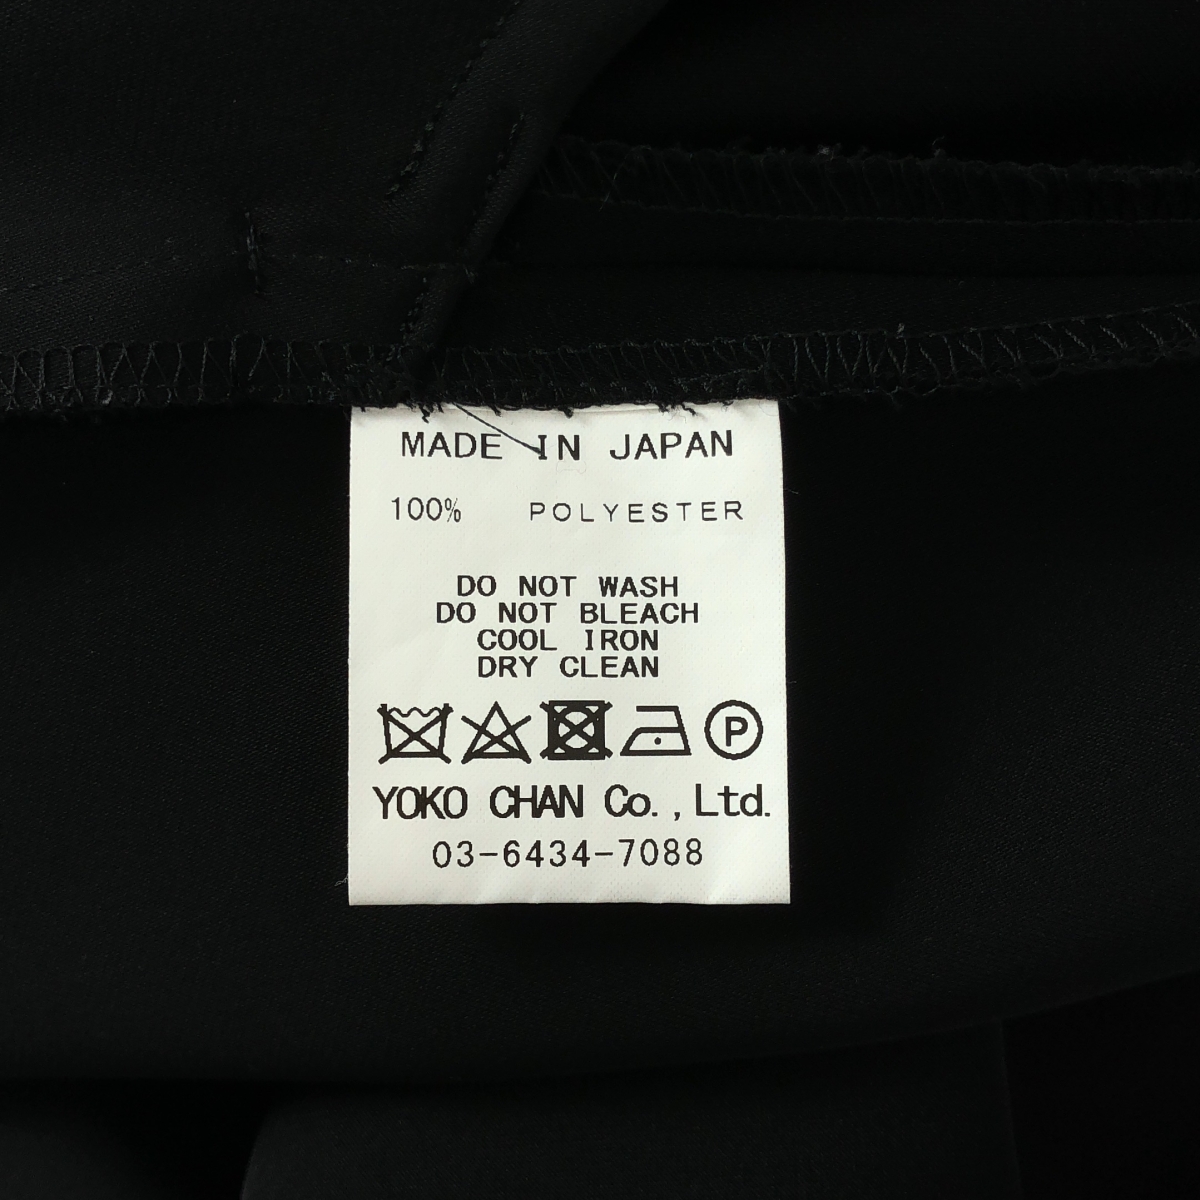 MADE IN JAPAN
100% POLYESTER
DO NOT WASH
DO NOT BLEACH
COOL IRON
DRY CLEAN
P
YOKO CHAN Co.,Ltd.
03-6434-7088